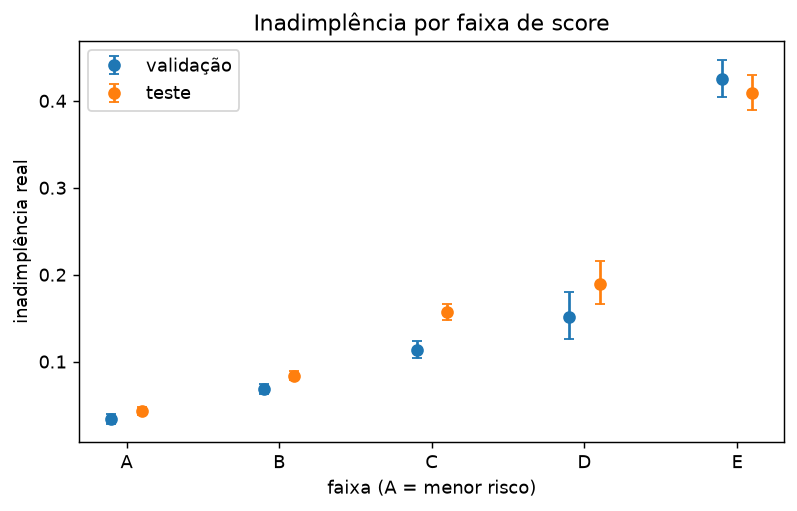 Inadimplência por faixa de score
validação
teste
inadimplência real
0.4
0.3
0.2
0.1
A B C D E
faixa (A = menor risco)